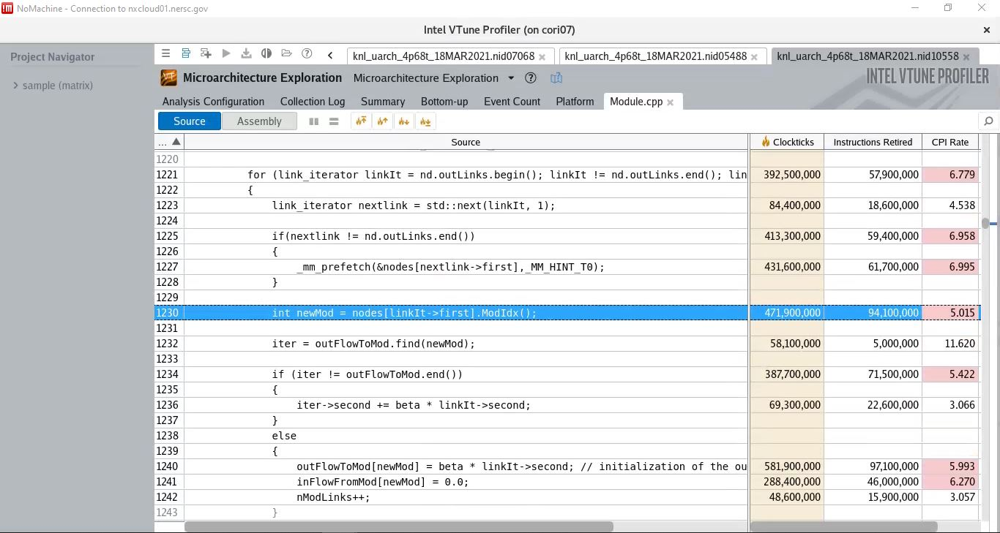 NoMachine - Connection to nxcloud01.nersc.gov
Intel VTune Profiler (on cori07)
Project Navigator
sample (matrix)
knl_uarch_4p68t_18MAR2021.nid07068 knl_uarch_4p68t_18MAR2021.nid05488 knl_uarch_4p68t_18MAR2021.nid10558
Microarchitecture Exploration Microarchitecture Exploration
INTEL VTUNE PROFILER
Analysis Configuration Collection Log Summary Bottom-up Event Count Platform Module.cpp
Source Assembly
... Source Clockticks Instructions Retired CPI Rate
1220
1221 for (link_iterator linkIt = nd.outLinks.begin(); linkIt != nd.outLinks.end(); lin 392,500,000 57,900,000 6.779
1222 {
1223 link_iterator nextlink = std::next(linkIt, 1); 84,400,000 18,600,000 4.538
1224
1225 if(nextlink != nd.outLinks.end()) 413,300,000 59,400,000 6.958
1226 {
1227 _mm_prefetch(&nodes[nextlink->first],_MM_HINT_T0); 431,600,000 61,700,000 6.995
1228 }
1229
1230 int newMod = nodes[linkIt->first].ModIdx(); 471,900,000 94,100,000 5.015
1231
1232 iter = outFlowToMod.find(newMod); 58,100,000 5,000,000 11.620
1233
1234 if (iter != outFlowToMod.end()) 387,700,000 71,500,000 5.422
1235 {
1236 iter->second += beta * linkIt->second; 69,300,000 22,600,000 3.066
1237 }
1238 else
1239 {
1240 outFlowToMod[newMod] = beta * linkIt->second; // initialization of the ou 581,900,000 97,100,000 5.993
1241 inFlowFromMod[newMod] = 0.0; 288,400,000 46,000,000 6.270
1242 nModLinks++; 48,600,000 15,900,000 3.057
1243 }